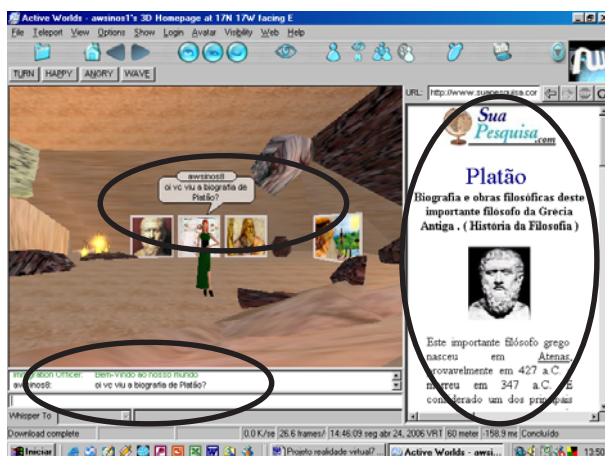 Active Worlds - awsinos1's 3D Homepage at 17N 17W facing E
File Teleport View Options Show Login Avatar Visibility Web Help
TURN HAPPY ANGRY WAVE
URL: http://www.suapesquisa.cor
awsinos8
oi vc viu a biografia de
Platão?
Sua
Pesquisa.com
Platão
Biografia e obras filosóficas deste
importante filósofo da Grécia
Antiga . ( História da Filosofia )
Este importante filósofo grego
nasceu em Atenas,
provavelmente em 427 a.C. e
morreu em 347 a.C. É
considerado um dos principais
Immigration Officer: Bem-Vindo ao nosso mundo
awsinos8: oi vc viu a biografia de Platão?
Whisper To
Download complete 0.0 K/se 26.6 frames/ 14:46:09 seg abr 24, 2006 VRT 60 meter -158.9 me Concluído
Iniciar Projeto realidade virtual? Active Worlds - awsi... 13:50